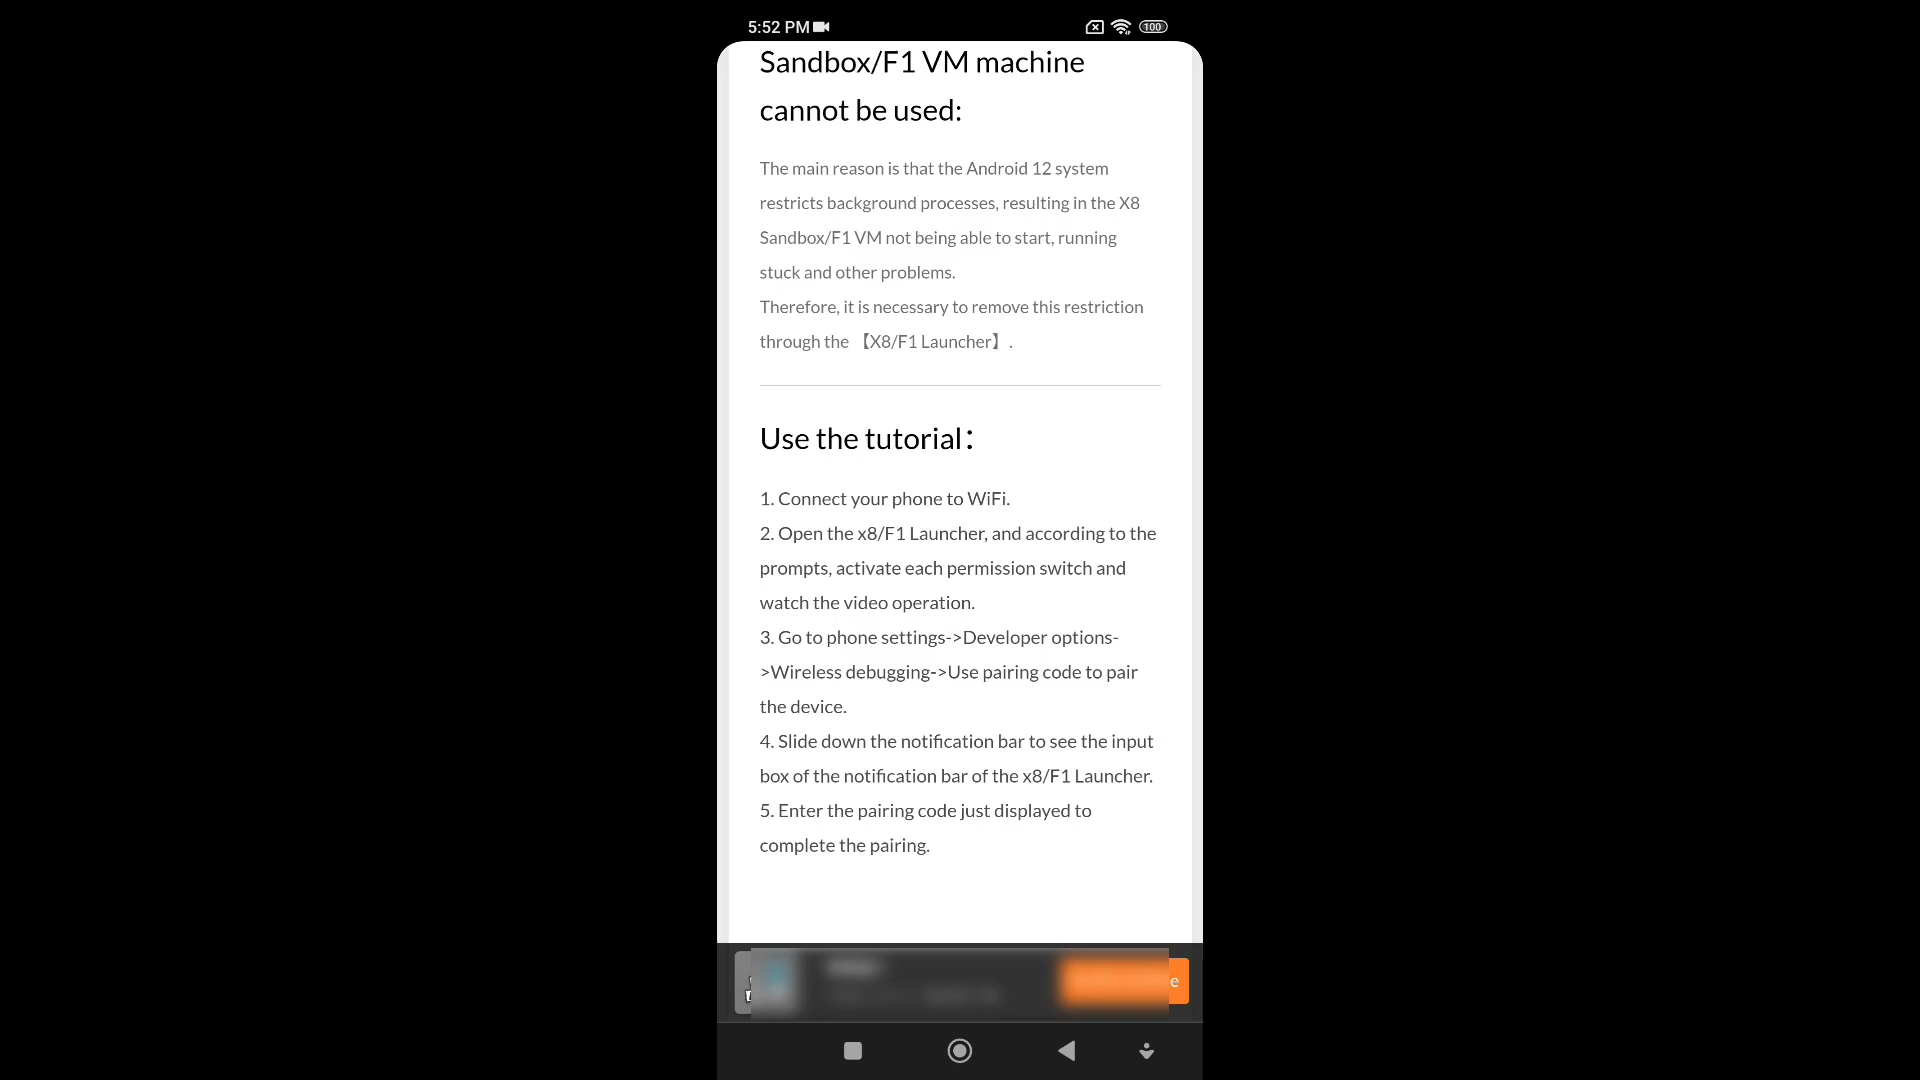 5:52 PM
100
Sandbox/F1 VM machine
cannot be used:
The main reason is that the Android 12 system
restricts background processes, resulting in the X8
Sandbox/F1 VM not being able to start, running
stuck and other problems.
Therefore, it is necessary to remove this restriction
through the 【X8/F1 Launcher】 .
Use the tutorial：
1. Connect your phone to WiFi.
2. Open the x8/F1 Launcher, and according to the
prompts, activate each permission switch and
watch the video operation.
3. Go to phone settings->Developer options-
>Wireless debugging->Use pairing code to pair
the device.
4. Slide down the notification bar to see the input
box of the notification bar of the x8/F1 Launcher.
5. Enter the pairing code just displayed to
complete the pairing.